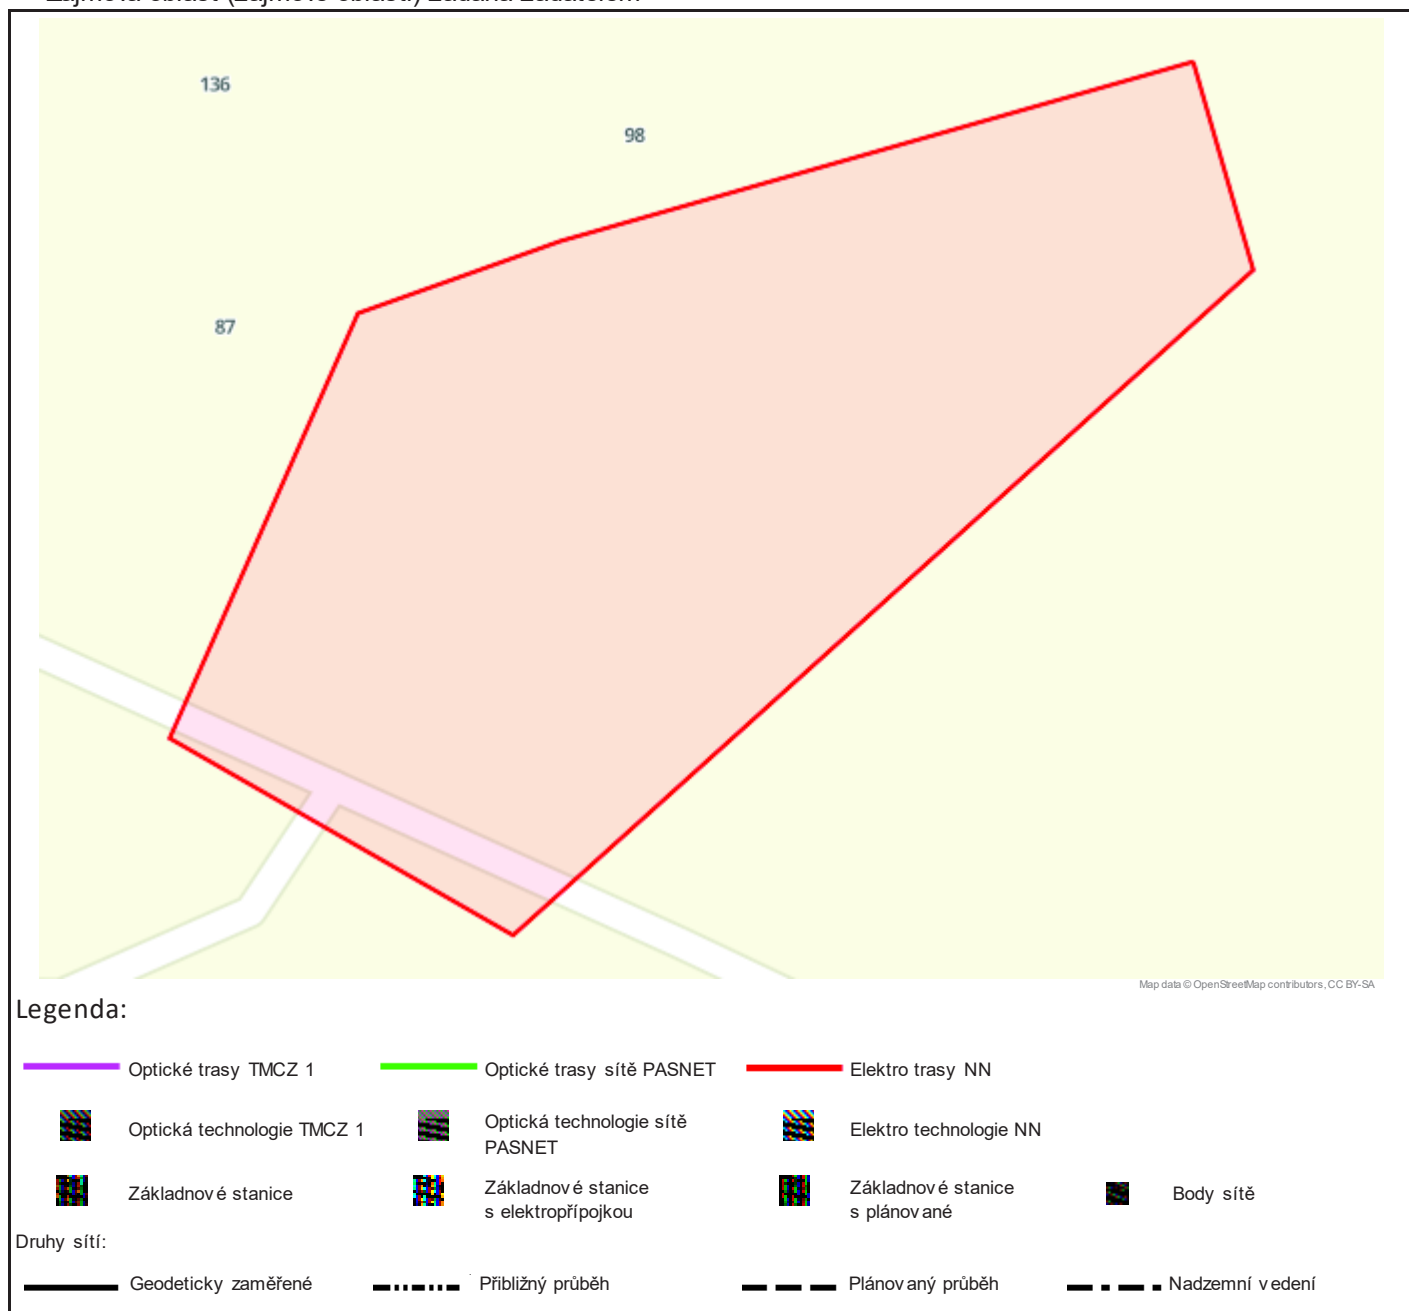 136
98
87
Map data © OpenStreetMap contributors, CC BY-SA
Legenda:
Optické trasy TMCZ 1
Optické trasy sítě PASNET
Elektro trasy NN
Optická technologie TMCZ 1
Optická technologie sítě
PASNET
Elektro technologie NN
Základnové stanice
Základnové stanice
s elektropřípojkou
Základnové stanice
s plánované
Body sítě
Druhy sítí:
Geodeticky zaměřené
Přibližný průběh
Plánovaný průběh
Nadzemní vedení